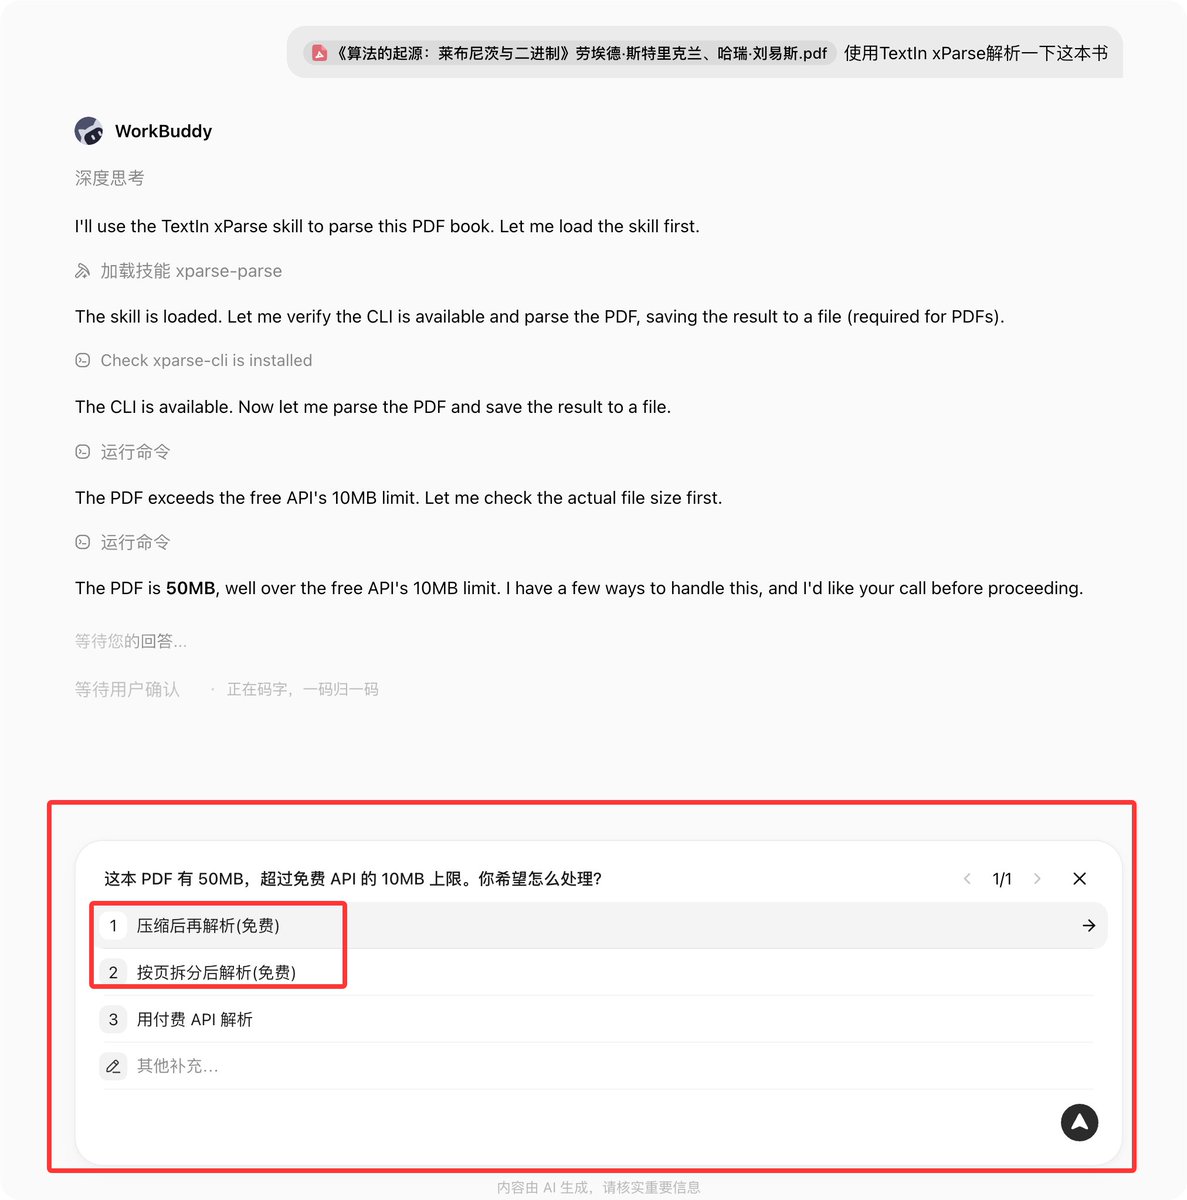 《算法的起源：莱布尼茨与二进制》劳埃德·斯特里克兰、哈瑞·刘易斯.pdf 使用TextIn xParse解析一下这本书
WorkBuddy
深度思考
I'll use the TextIn xParse skill to parse this PDF book. Let me load the skill first.
加载技能 xparse-parse
The skill is loaded. Let me verify the CLI is available and parse the PDF, saving the result to a file (required for PDFs).
Check xparse-cli is installed
The CLI is available. Now let me parse the PDF and save the result to a file.
运行命令
The PDF exceeds the free API's 10MB limit. Let me check the actual file size first.
运行命令
The PDF is 50MB, well over the free API's 10MB limit. I have a few ways to handle this, and I'd like your call before proceeding.
等待您的回答...
等待用户确认 · 正在码字，一码归一码
这本 PDF 有 50MB，超过免费 API 的 10MB 上限。你希望怎么处理? 1/1
1 压缩后再解析(免费)
2 按页拆分后解析(免费)
3 用付费 API 解析
其他补充...
内容由 AI 生成，请核实重要信息